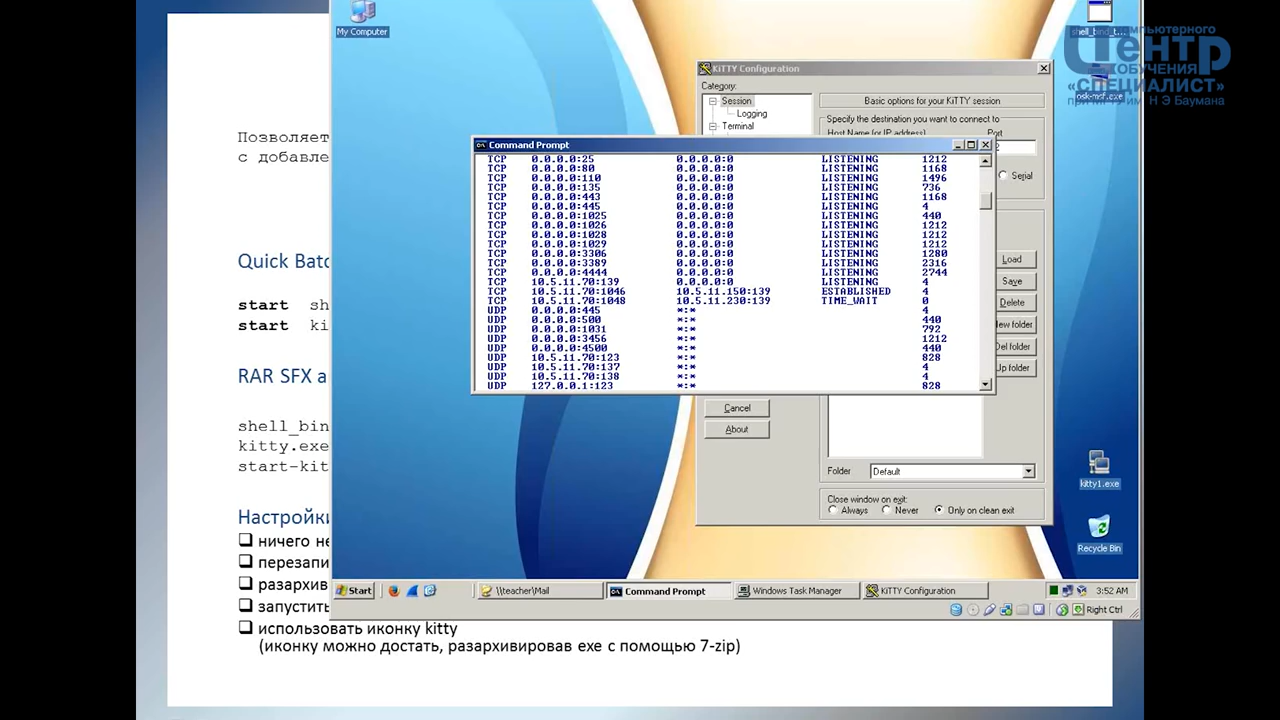 My Computer
shell_bind_t...
компьютерного
Центр
ОБУЧЕНИЯ
«СПЕЦИАЛИСТ»
при МГТУ им. Н Э Баумана
osk-msf.exe
KiTTY Configuration
Category:
Session
Logging
Terminal
Basic options for your KiTTY session
Specify the destination you want to connect to
Host Name (or IP address)
Port
2
Serial
Позволяет
с добавле
Command Prompt
TCP 0.0.0.0:25 0.0.0.0:0 LISTENING 1212
TCP 0.0.0.0:80 0.0.0.0:0 LISTENING 1168
TCP 0.0.0.0:110 0.0.0.0:0 LISTENING 1496
TCP 0.0.0.0:135 0.0.0.0:0 LISTENING 736
TCP 0.0.0.0:443 0.0.0.0:0 LISTENING 1168
TCP 0.0.0.0:445 0.0.0.0:0 LISTENING 4
TCP 0.0.0.0:1025 0.0.0.0:0 LISTENING 440
TCP 0.0.0.0:1026 0.0.0.0:0 LISTENING 1212
TCP 0.0.0.0:1028 0.0.0.0:0 LISTENING 1212
TCP 0.0.0.0:1029 0.0.0.0:0 LISTENING 1212
TCP 0.0.0.0:3306 0.0.0.0:0 LISTENING 1280
TCP 0.0.0.0:3389 0.0.0.0:0 LISTENING 2316
TCP 0.0.0.0:4444 0.0.0.0:0 LISTENING 2744
TCP 10.5.11.70:139 0.0.0.0:0 LISTENING 4
TCP 10.5.11.70:1046 10.5.11.150:139 ESTABLISHED 4
TCP 10.5.11.70:1048 10.5.11.230:139 TIME_WAIT 0
UDP 0.0.0.0:445 *:* 4
UDP 0.0.0.0:500 *:* 440
UDP 0.0.0.0:1031 *:* 792
UDP 0.0.0.0:3456 *:* 1212
UDP 0.0.0.0:4500 *:* 440
UDP 10.5.11.70:123 *:* 828
UDP 10.5.11.70:137 *:* 4
UDP 10.5.11.70:138 *:* 4
UDP 127.0.0.1:123 *:* 828
Load
Save
Delete
New folder
Del folder
Up folder
Cancel
About
Folder
Default
Close window on exit:
Always
Never
Only on clean exit
kitty1.exe
Recycle Bin
Quick Batc
start sh
start ki
RAR SFX а
shell_bin
kitty.exe
start-kit
Настройки
ничего не
перезапи
разархив
запустить
использовать иконку kitty
(иконку можно достать, разархивировав exe с помощью 7-zip)
Start
\\teacher\Mail
Command Prompt
Windows Task Manager
KiTTY Configuration
3:52 AM
Right Ctrl